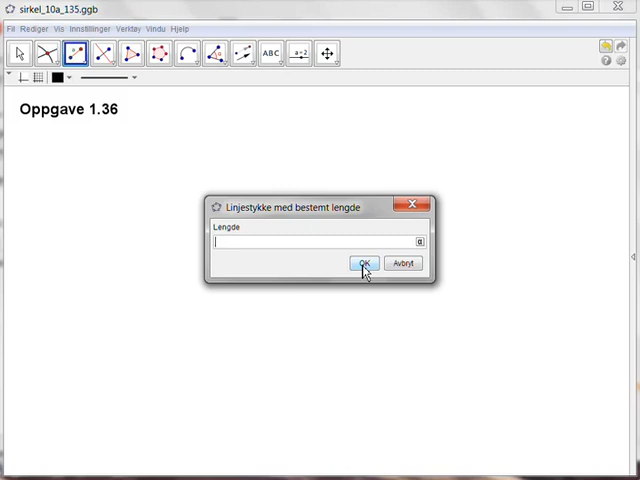 sirkel_10a_135.ggb
Fil Rediger Vis Innstillinger Verktøy Vindu Hjelp
ABC
a=2
Oppgave 1.36
Linjestykke med bestemt lengde
Lengde
α
OK
Avbryt